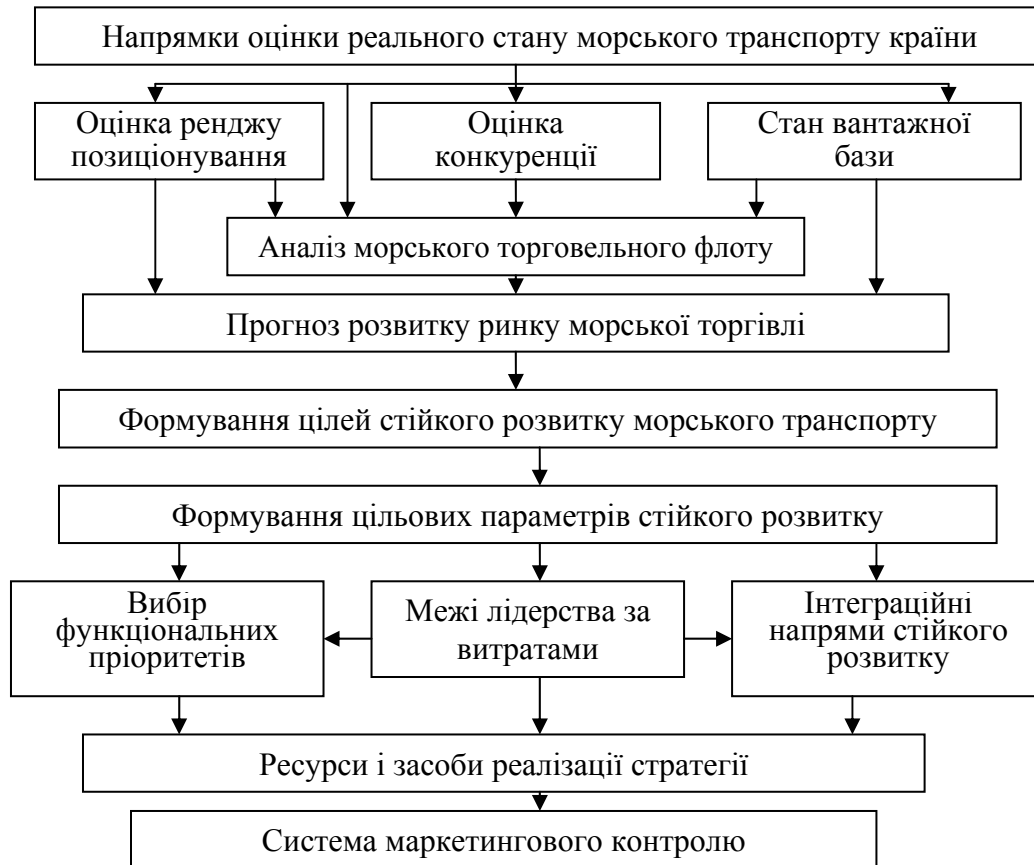 Напрямки оцінки реального стану морського транспорту країни
Оцінка ренджу
позиціонування
Оцінка
конкуренції
Стан вантажної
бази
Аналіз морського торговельного флоту
Прогноз розвитку ринку морської торгівлі
Формування цілей стійкого розвитку морського транспорту
Формування цільових параметрів стійкого розвитку
Вибір
функціональних
пріоритетів
Межі лідерства за
витратами
Інтеграційні
напрями стійкого
розвитку
Ресурси і засоби реалізації стратегії
Система маркетингового контролю